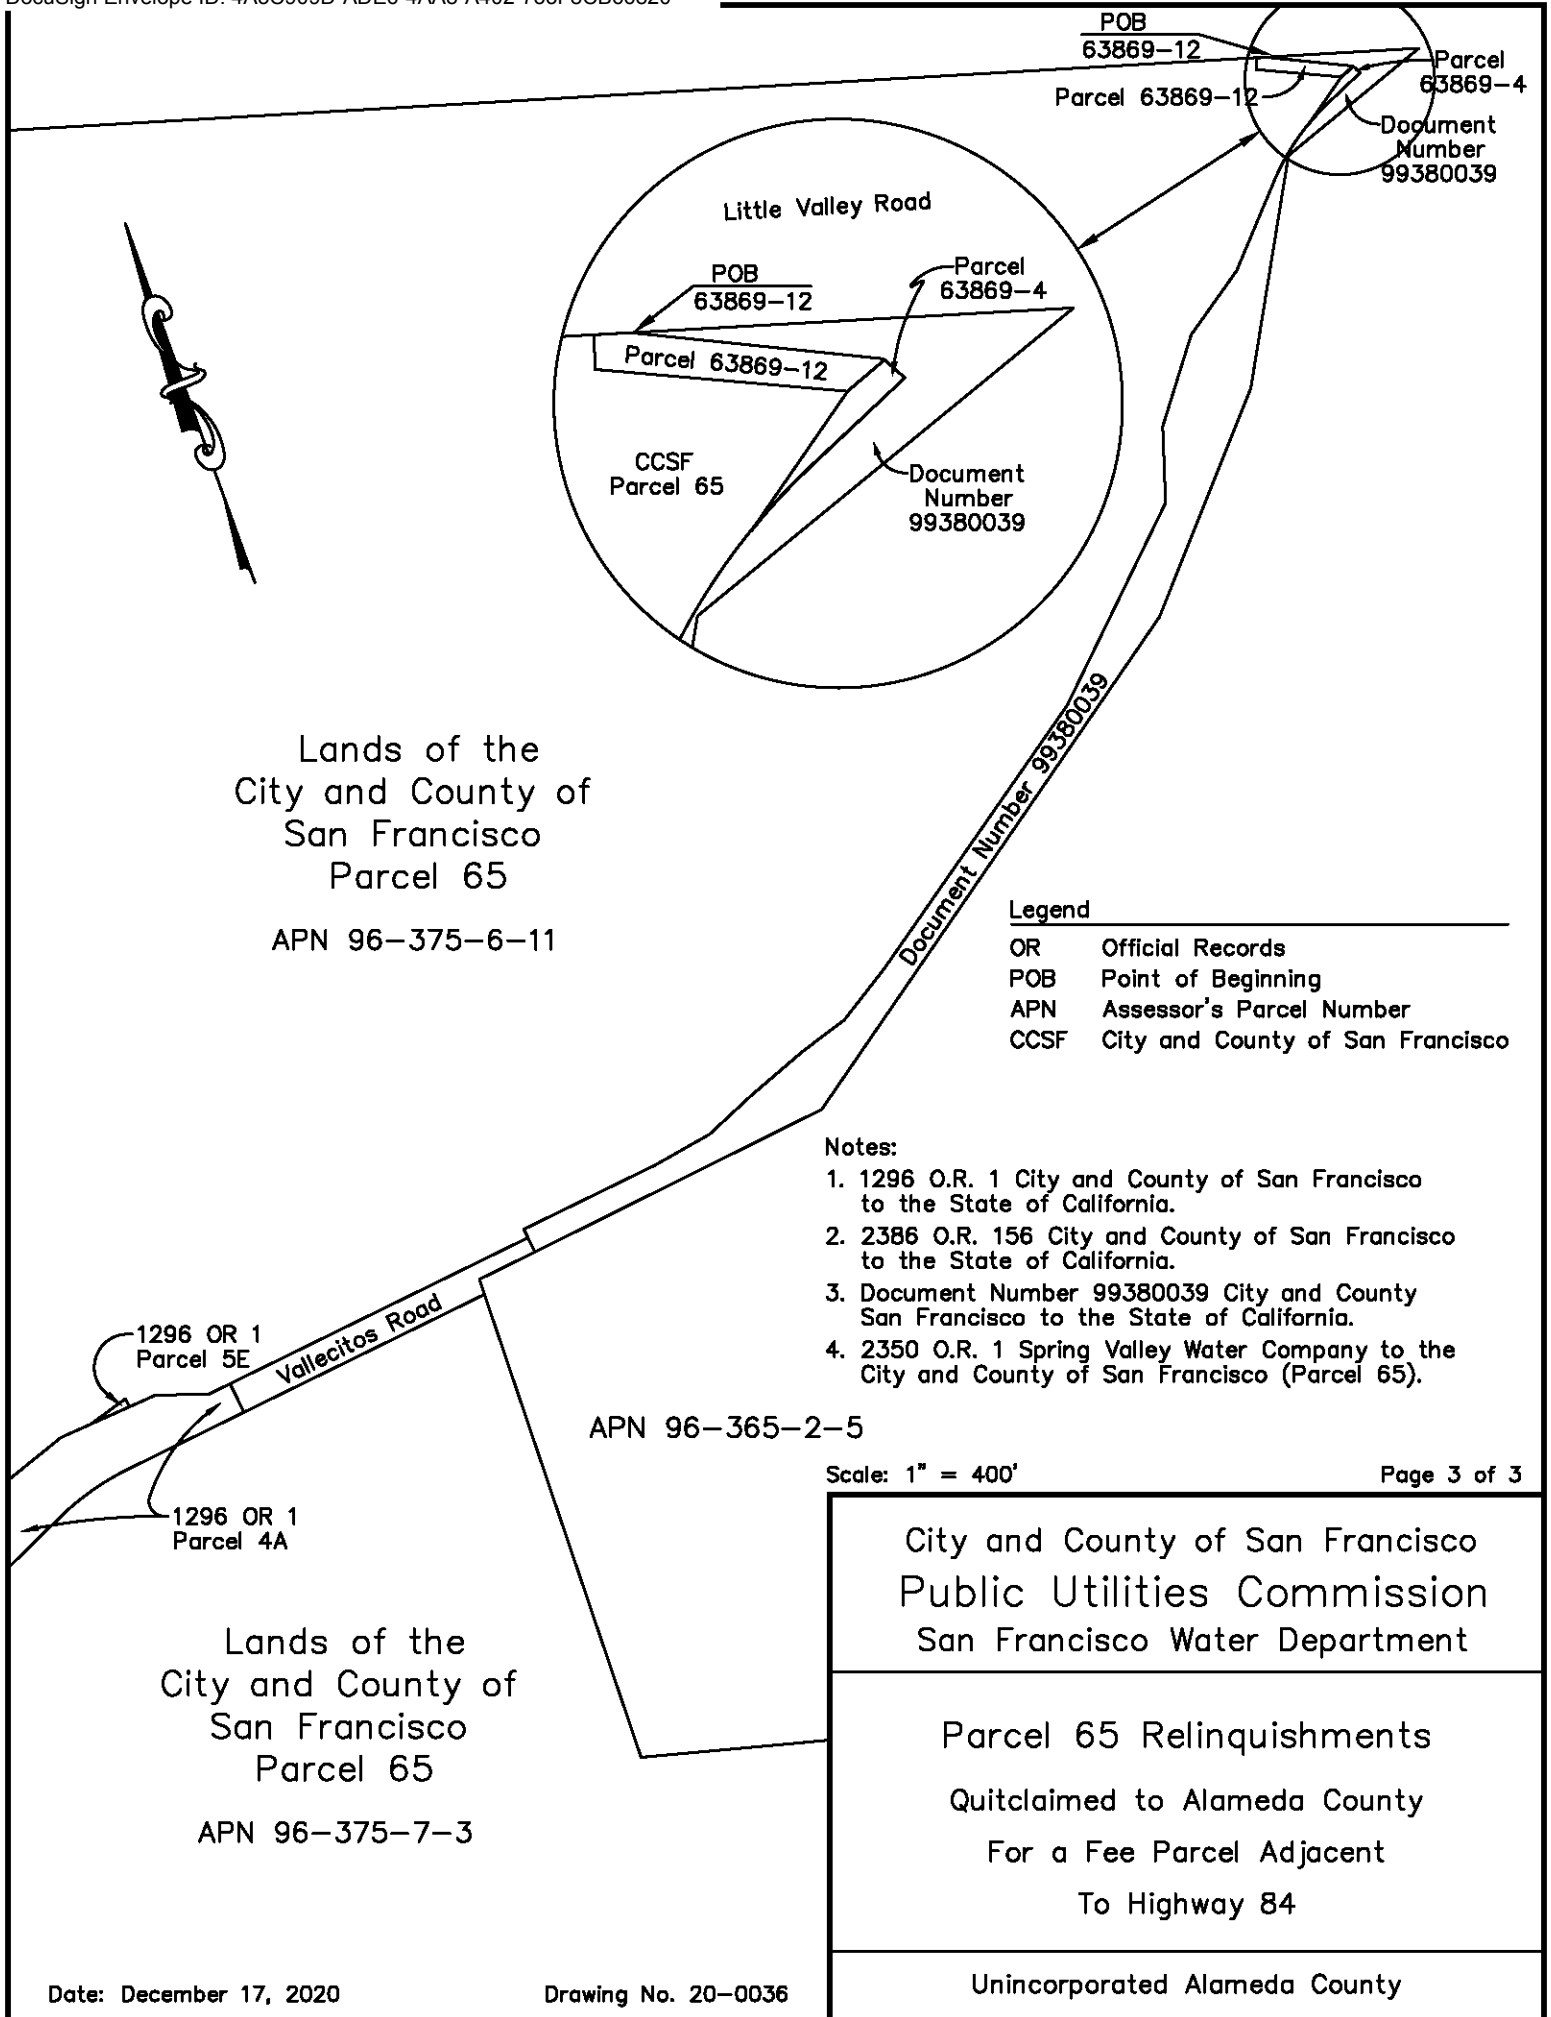 POB
63869-12
Parcel
63869-4
Parcel 63869-12
Document
Number
99380039
Little Valley Road
POB
63869-12
Parcel
63869-4
Parcel 63869-12
CCSF
Parcel 65
Document
Number
99380039
Document Number 99380039
Lands of the
City and County of
San Francisco
Parcel 65
APN 96-375-6-11
Legend
OR Official Records
POB Point of Beginning
APN Assessor's Parcel Number
CCSF City and County of San Francisco
Notes:
1. 1296 O.R. 1 City and County of San Francisco
to the State of California.
2. 2386 O.R. 156 City and County of San Francisco
to the State of California.
3. Document Number 99380039 City and County
San Francisco to the State of California.
4. 2350 O.R. 1 Spring Valley Water Company to the
City and County of San Francisco (Parcel 65).
1296 OR 1
Parcel 5E
Vallecitos Road
APN 96-365-2-5
1296 OR 1
Parcel 4A
Scale: 1" = 400'
Page 3 of 3
Lands of the
City and County of
San Francisco
Parcel 65
APN 96-375-7-3
City and County of San Francisco
Public Utilities Commission
San Francisco Water Department
Parcel 65 Relinquishments
Quitclaimed to Alameda County
For a Fee Parcel Adjacent
To Highway 84
Unincorporated Alameda County
Date: December 17, 2020
Drawing No. 20-0036